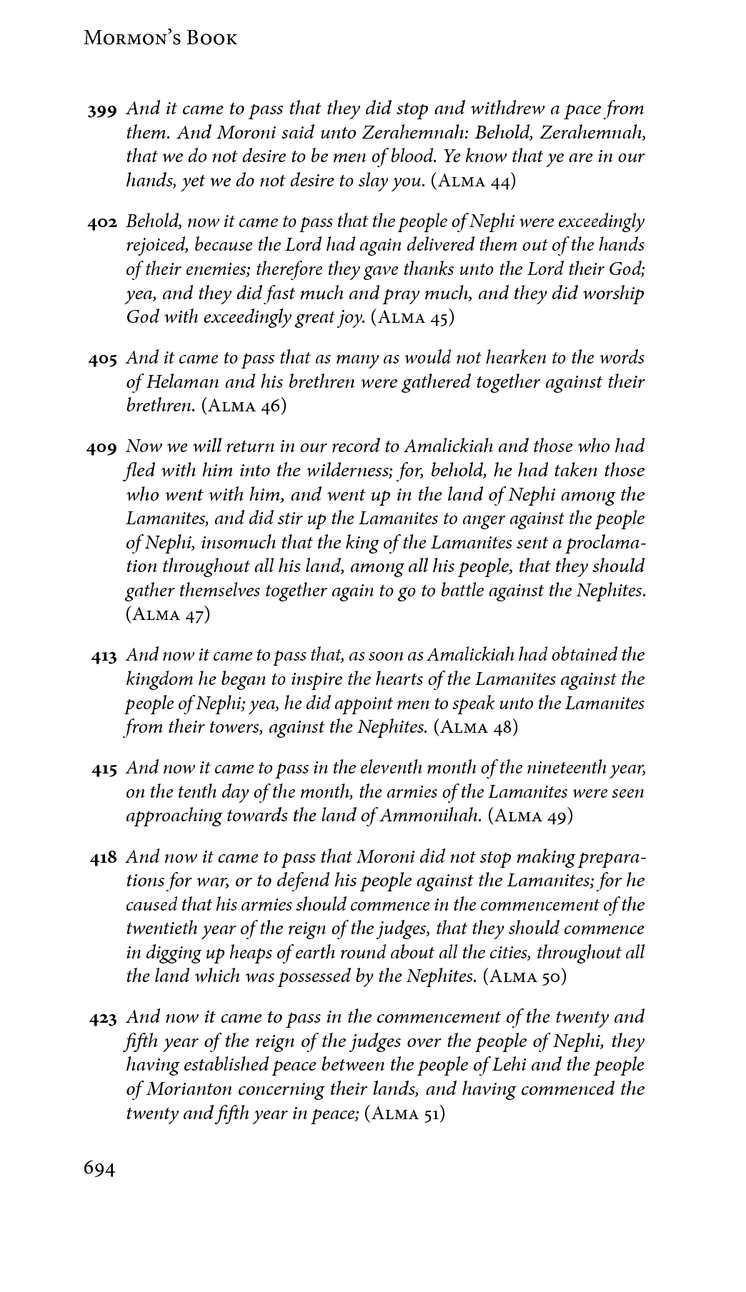 Mormon's Book
399 And it came to pass that they did stop and withdrew a pace from
them. And Moroni said unto Zerahemnah: Behold, Zerahemnah,
that we do not desire to be men of blood. Ye know that ye are in our
hands, yet we do not desire to slay you. (Alma 44)
402 Behold, now it came to pass that the people of Nephi were exceedingly
rejoiced, because the Lord had again delivered them out of the hands
of their enemies; therefore they gave thanks unto the Lord their God;
yea, and they did fast much and pray much, and they did worship
God with exceedingly great joy. (Alma 45)
405 And it came to pass that as many as would not hearken to the words
of Helaman and his brethren were gathered together against their
brethren. (Alma 46)
409 Now we will return in our record to Amalickiah and those who had
fled with him into the wilderness; for, behold, he had taken those
who went with him, and went up in the land of Nephi among the
Lamanites, and did stir up the Lamanites to anger against the people
of Nephi, insomuch that the king of the Lamanites sent a proclama-
tion throughout all his land, among all his people, that they should
gather themselves together again to go to battle against the Nephites.
(Alma 47)
413 And now it came to pass that, as soon as Amalickiah had obtained the
kingdom he began to inspire the hearts of the Lamanites against the
people of Nephi; yea, he did appoint men to speak unto the Lamanites
from their towers, against the Nephites. (Alma 48)
415 And now it came to pass in the eleventh month of the nineteenth year,
on the tenth day of the month, the armies of the Lamanites were seen
approaching towards the land of Ammonihah. (Alma 49)
418 And now it came to pass that Moroni did not stop making prepara-
tions for war, or to defend his people against the Lamanites; for he
caused that his armies should commence in the commencement of the
twentieth year of the reign of the judges, that they should commence
in digging up heaps of earth round about all the cities, throughout all
the land which was possessed by the Nephites. (Alma 50)
423 And now it came to pass in the commencement of the twenty and
fifth year of the reign of the judges over the people of Nephi, they
having established peace between the people of Lehi and the people
of Morianton concerning their lands, and having commenced the
twenty and fifth year in peace; (Alma 51)
694